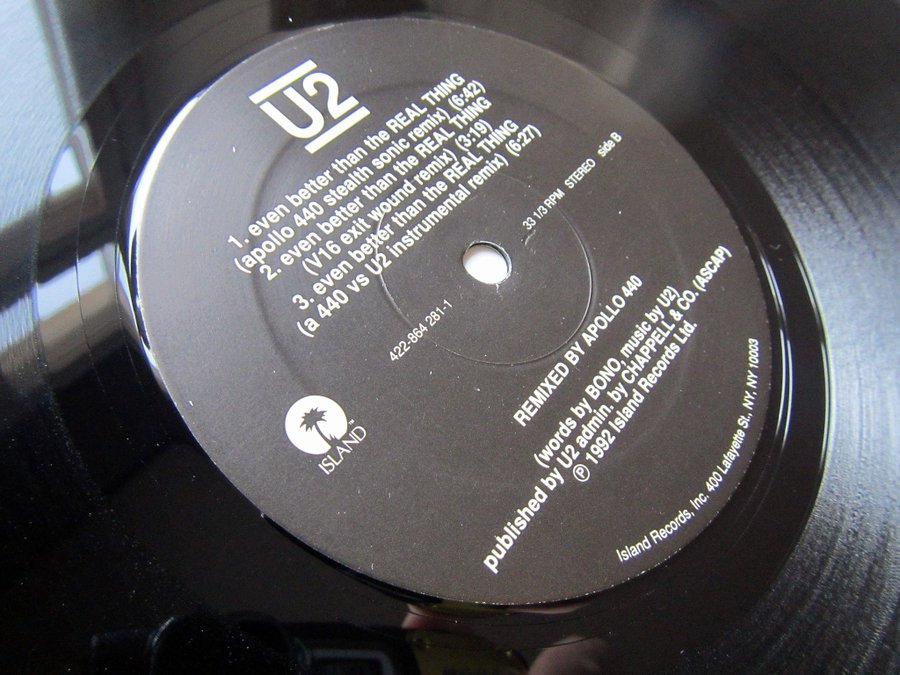 U2
1. even better than the REAL THING
(apollo 440 stealth sonic remix) (6:42)
2. even better than the REAL THING
(V16 exit wound remix) (3:19)
3. even better than the REAL THING
(a 440 vs U2 instrumental remix) (6:27)
33 1/3 RPM STEREO side B
422-864 281-1
ISLAND
REMIXED BY APOLLO 440
(words by BONO, music by U2)
published by U2 admin. by CHAPPELL & CO. (ASCAP)
℗ 1992 Island Records Ltd.
Island Records, Inc. 400 Lafayette St., NY, NY 10003